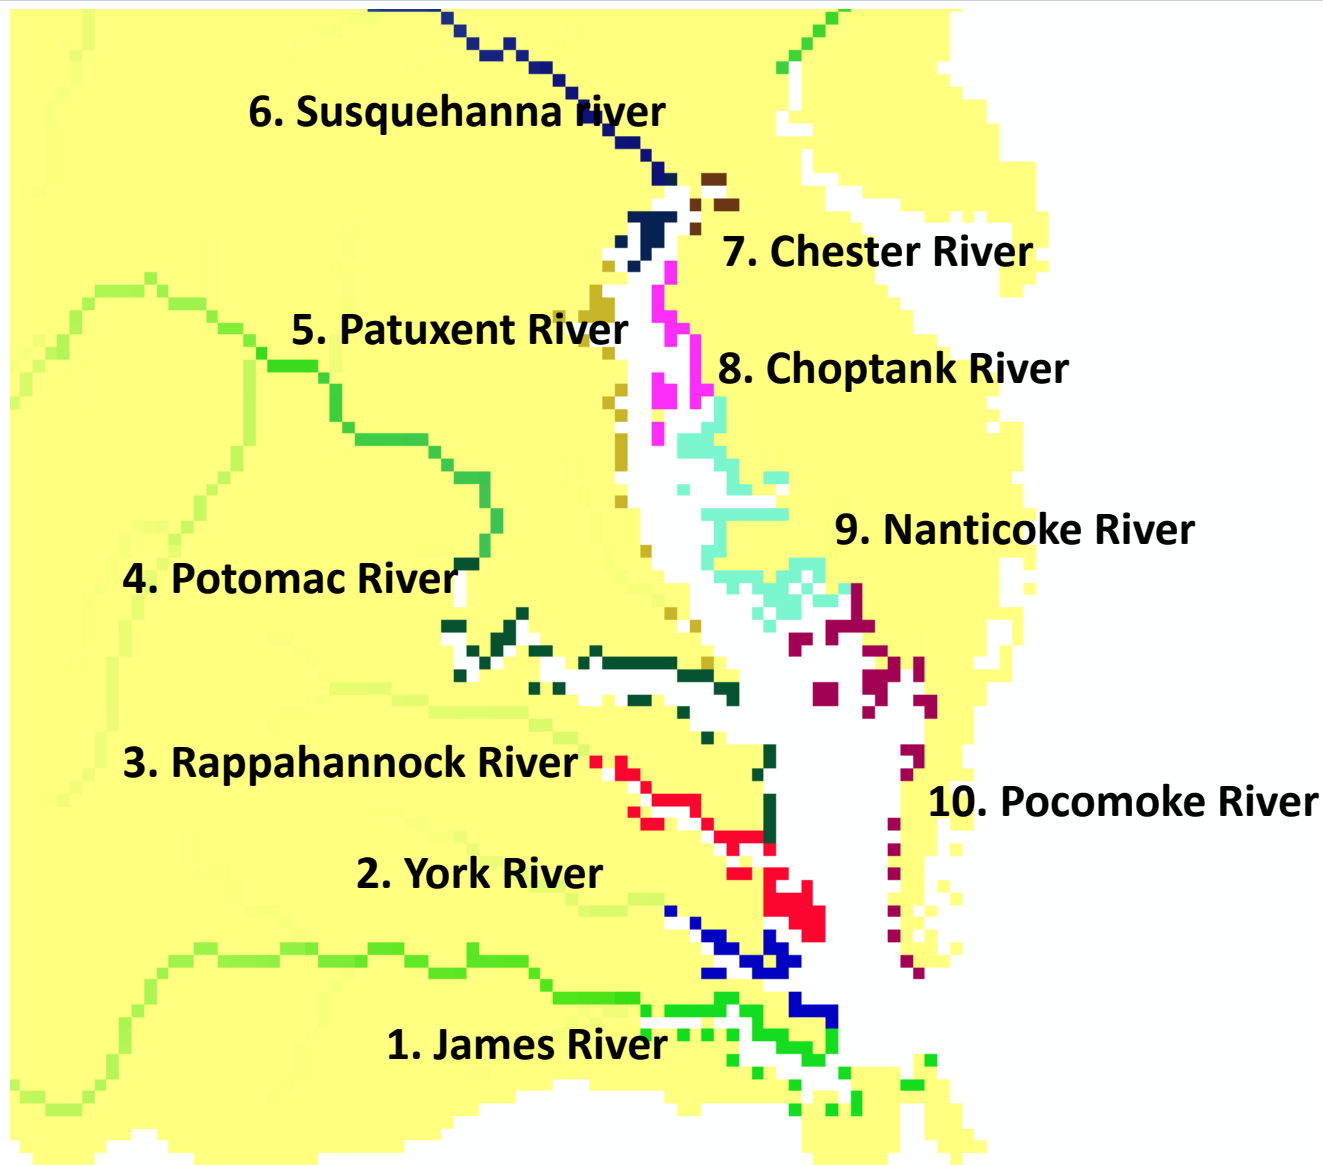 6. Susquehanna river
7. Chester River
5. Patuxent River
8. Choptank River
9. Nanticoke River
4. Potomac River
3. Rappahannock River
10. Pocomoke River
2. York River
1. James River